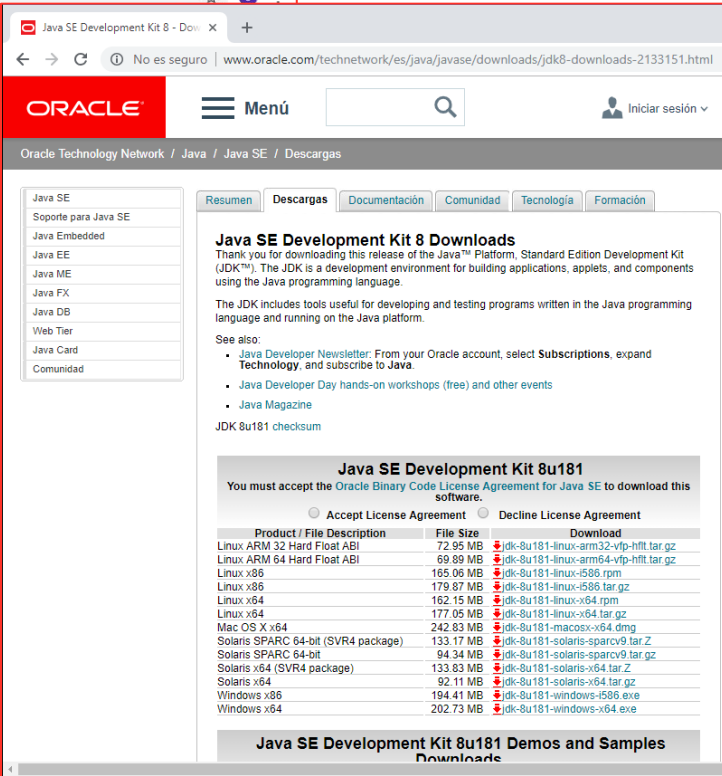 Java SE Development Kit 8 - Dow
No es seguro | www.oracle.com/technetwork/es/java/javase/downloads/jdk8-downloads-2133151.html
ORACLE Menú Iniciar sesión
Oracle Technology Network / Java / Java SE / Descargas
Java SE
Soporte para Java SE
Java Embedded
Java EE
Java ME
Java FX
Java DB
Web Tier
Java Card
Comunidad
Resumen Descargas Documentación Comunidad Tecnología Formación
Java SE Development Kit 8 Downloads
Thank you for downloading this release of the Java™ Platform, Standard Edition Development Kit
(JDK™). The JDK is a development environment for building applications, applets, and components
using the Java programming language.
The JDK includes tools useful for developing and testing programs written in the Java programming
language and running on the Java platform.
See also:
• Java Developer Newsletter: From your Oracle account, select Subscriptions, expand
Technology, and subscribe to Java.
• Java Developer Day hands-on workshops (free) and other events
• Java Magazine
JDK 8u181 checksum
Java SE Development Kit 8u181
You must accept the Oracle Binary Code License Agreement for Java SE to download this
software.
Accept License Agreement Decline License Agreement
Product / File Description File Size Download
Linux ARM 32 Hard Float ABI 72.95 MB jdk-8u181-linux-arm32-vfp-hflt.tar.gz
Linux ARM 64 Hard Float ABI 69.89 MB jdk-8u181-linux-arm64-vfp-hflt.tar.gz
Linux x86 165.06 MB jdk-8u181-linux-i586.rpm
Linux x86 179.87 MB jdk-8u181-linux-i586.tar.gz
Linux x64 162.15 MB jdk-8u181-linux-x64.rpm
Linux x64 177.05 MB jdk-8u181-linux-x64.tar.gz
Mac OS X x64 242.83 MB jdk-8u181-macosx-x64.dmg
Solaris SPARC 64-bit (SVR4 package) 133.17 MB jdk-8u181-solaris-sparcv9.tar.Z
Solaris SPARC 64-bit 94.34 MB jdk-8u181-solaris-sparcv9.tar.gz
Solaris x64 (SVR4 package) 133.83 MB jdk-8u181-solaris-x64.tar.Z
Solaris x64 92.11 MB jdk-8u181-solaris-x64.tar.gz
Windows x86 194.41 MB jdk-8u181-windows-i586.exe
Windows x64 202.73 MB jdk-8u181-windows-x64.exe
Java SE Development Kit 8u181 Demos and Samples
Downloads